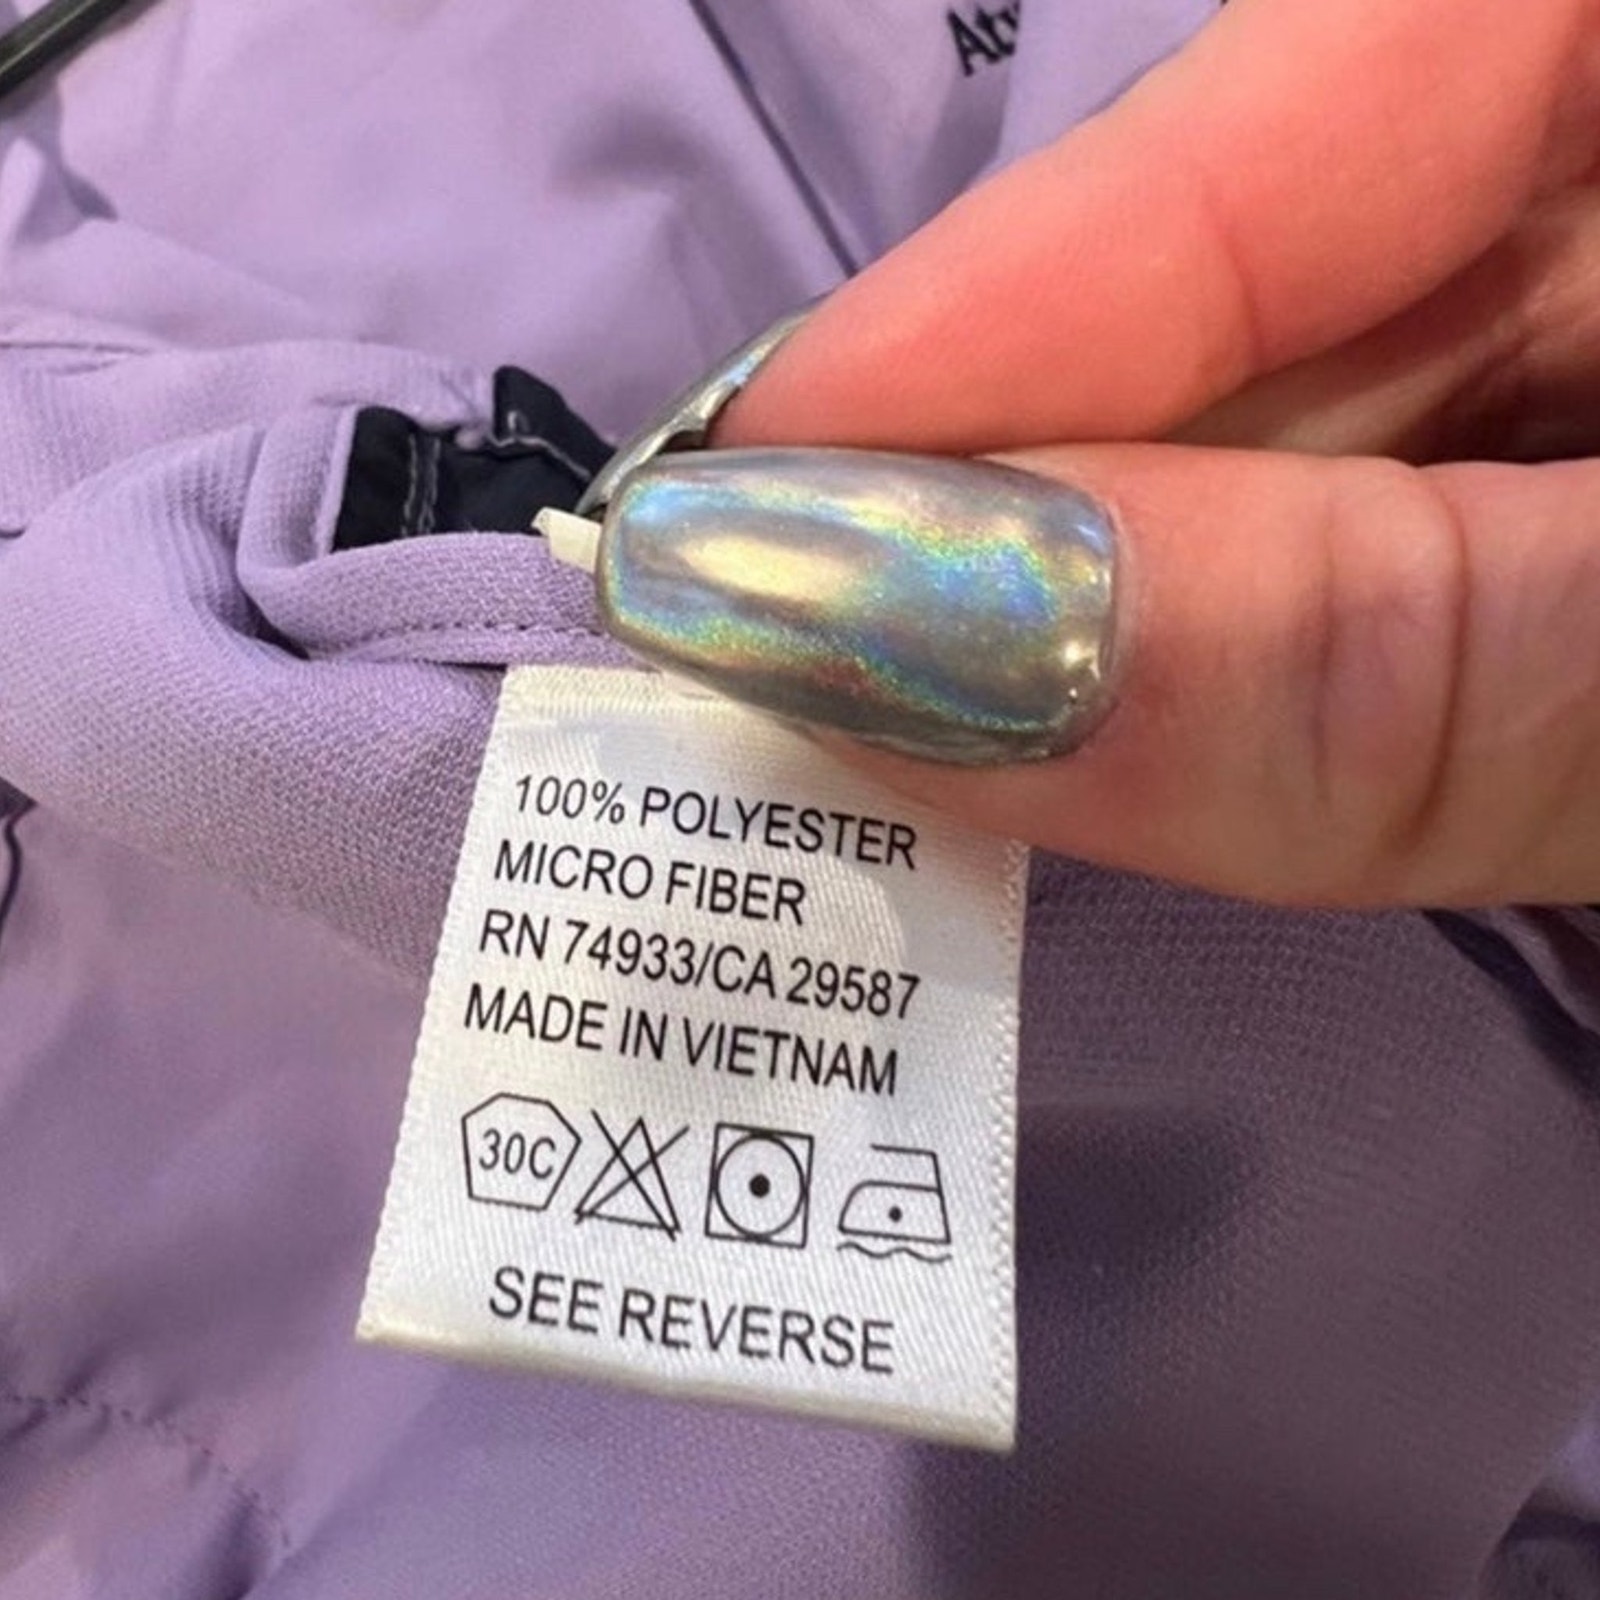 100% POLYESTER
MICRO FIBER
RN 74933/CA 29587
MADE IN VIETNAM
30C
SEE REVERSE